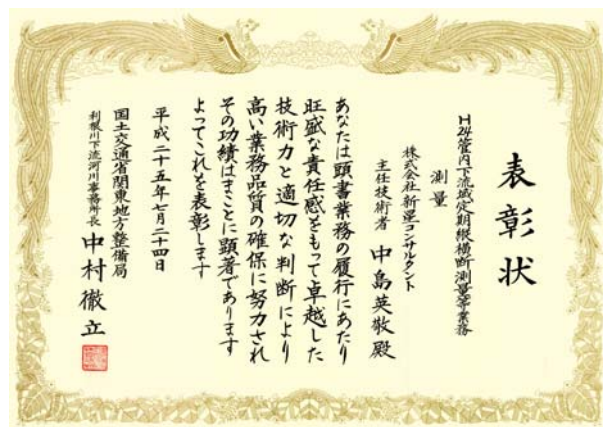 表彰状
H24管内下流域定期縦横断測量等業務
測量
株式会社新星コンサルタント
主任技術者 中島英敬殿
あなたは頭書業務の履行にあたり
旺盛な責任感をもって卓越した
技術力と適切な判断により
高い業務品質の確保に努力され
その功績はまことに顕著であります
よってこれを表彰します
平成二十五年七月二十四日
国土交通省関東地方整備局
利根川下流河川事務所長 中村徹立